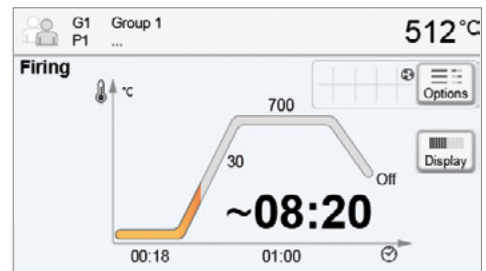 G1 Group 1
P1 ...
512°C
Firing
°C
700
Options
30
Display
Off
~08:20
00:18 01:00